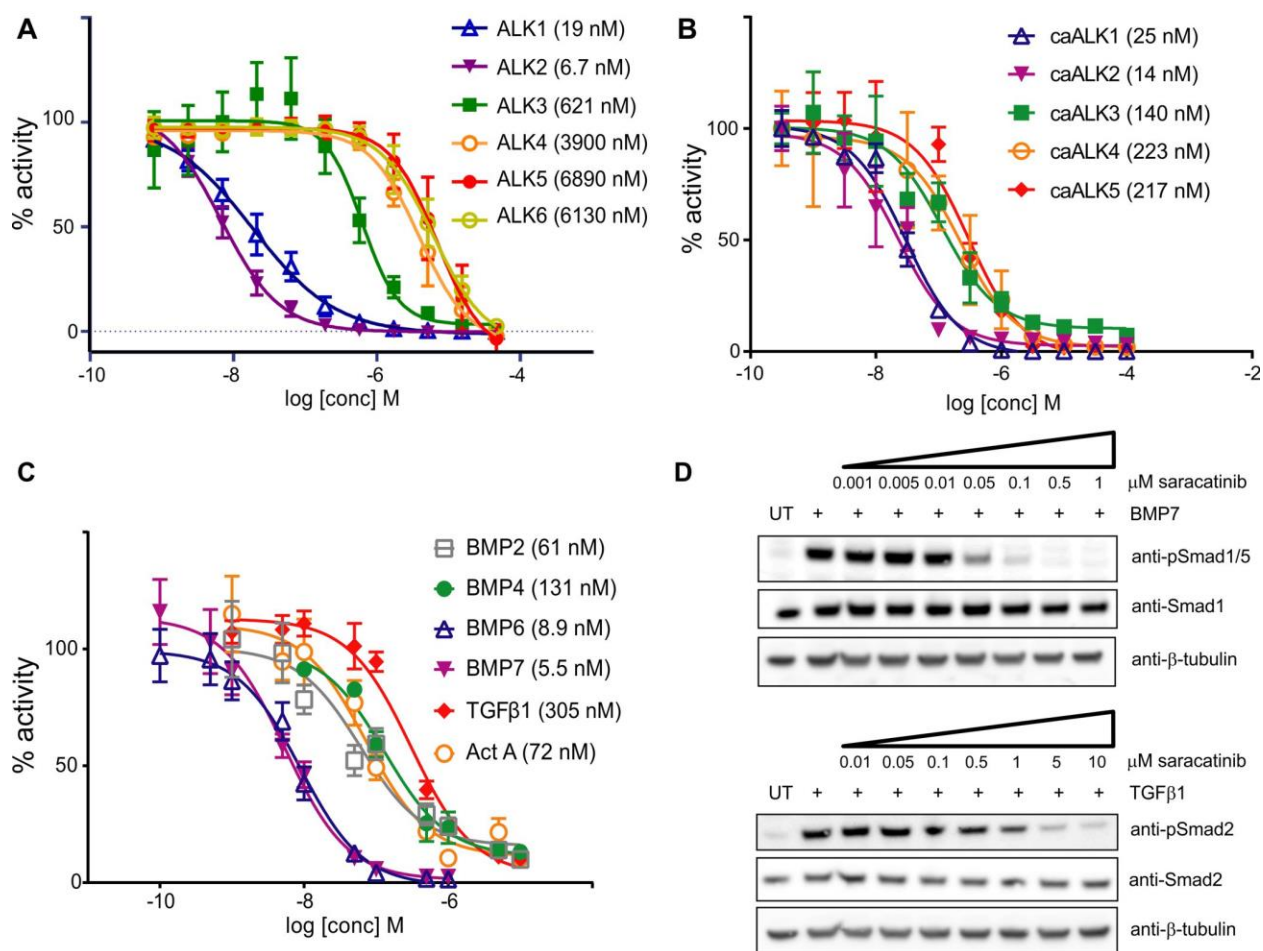 A
ALK1 (19 nM)
ALK2 (6.7 nM)
ALK3 (621 nM)
ALK4 (3900 nM)
ALK5 (6890 nM)
ALK6 (6130 nM)
100
50
0
% activity
-10 -8 -6 -4
log [conc] M
B
caALK1 (25 nM)
caALK2 (14 nM)
caALK3 (140 nM)
caALK4 (223 nM)
caALK5 (217 nM)
100
50
0
% activity
-10 -8 -6 -4 -2
log [conc] M
C
BMP2 (61 nM)
BMP4 (131 nM)
BMP6 (8.9 nM)
BMP7 (5.5 nM)
TGFβ1 (305 nM)
Act A (72 nM)
100
50
0
% activity
-10 -8 -6
log [conc] M
D
0.001 0.005 0.01 0.05 0.1 0.5 1 μM saracatinib
UT + + + + + + + + BMP7
anti-pSmad1/5
anti-Smad1
anti-β-tubulin
0.01 0.05 0.1 0.5 1 5 10 μM saracatinib
UT + + + + + + + + TGFβ1
anti-pSmad2
anti-Smad2
anti-β-tubulin